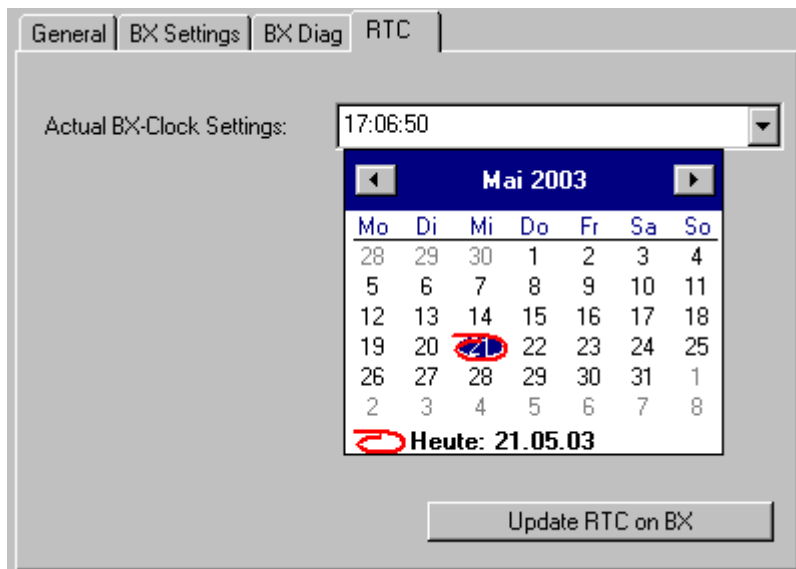 General BX Settings BX Diag RTC
Actual BX-Clock Settings: 17:06:50
Mai 2003
Mo Di Mi Do Fr Sa So
28 29 30 1 2 3 4
5 6 7 8 9 10 11
12 13 14 15 16 17 18
19 20 21 22 23 24 25
26 27 28 29 30 31 1
2 3 4 5 6 7 8
Heute: 21.05.03
Update RTC on BX